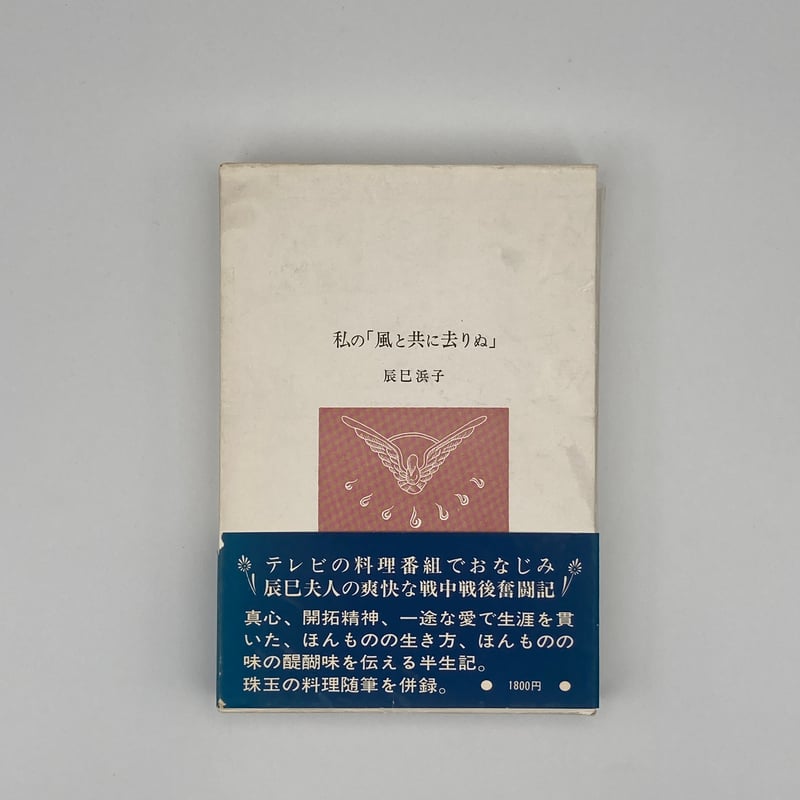 私の「風と共に去りぬ」
辰巳浜子
テレビの料理番組でおなじみ
辰巳夫人の爽快な戦中戦後奮闘記
真心、開拓精神、一途な愛で生涯を貫
いた、ほんものの生き方、ほんものの
味の醍醐味を伝える半生記。
珠玉の料理随筆を併録。 ● 1800円 ●